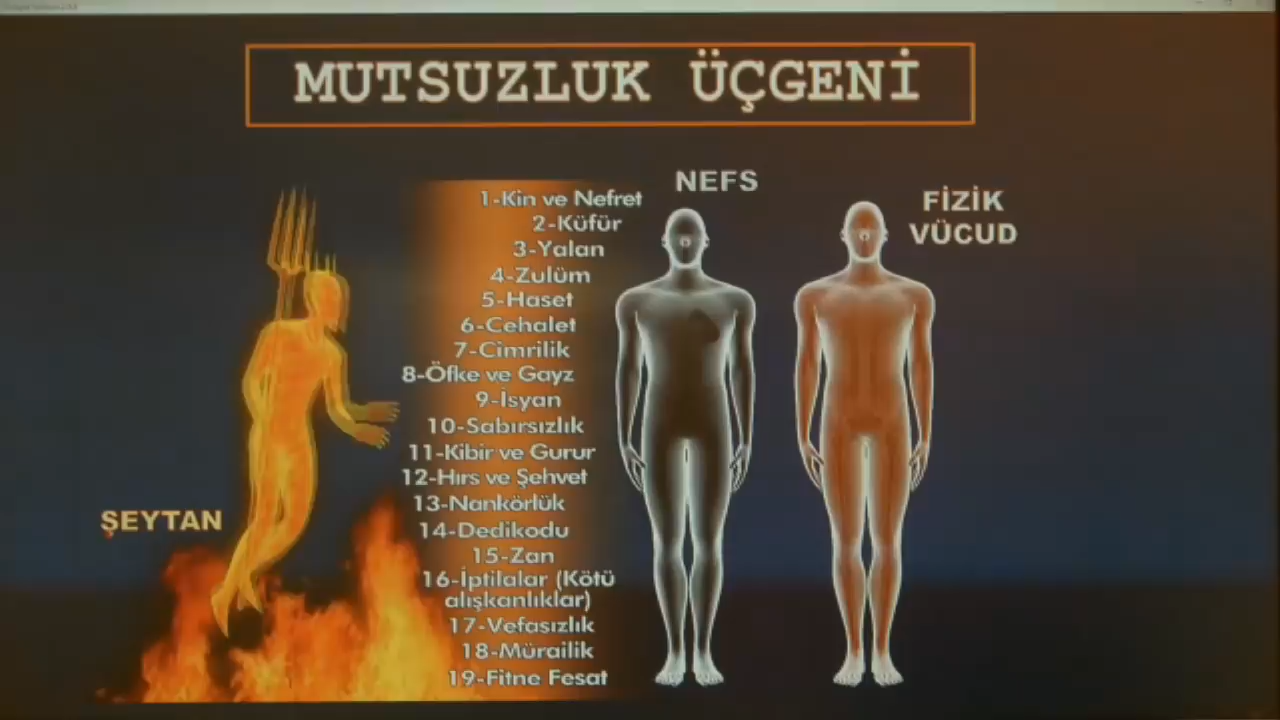 MUTSUZLUK ÜÇGENİ
NEFS
FİZİK
VÜCUD
ŞEYTAN
1-Kin ve Nefret
2-Küfür
3-Yalan
4-Zulüm
5-Haset
6-Cehalet
7-Cimrilik
8-Öfke ve Gayz
9-İsyan
10-Sabırsızlık
11-Kibir ve Gurur
12-Hırs ve Şehvet
13-Nankörlük
14-Dedikodu
15-Zan
16-İptilalar (Kötü
alışkanlıklar)
17-Vefasızlık
18-Mürailik
19-Fitne Fesat